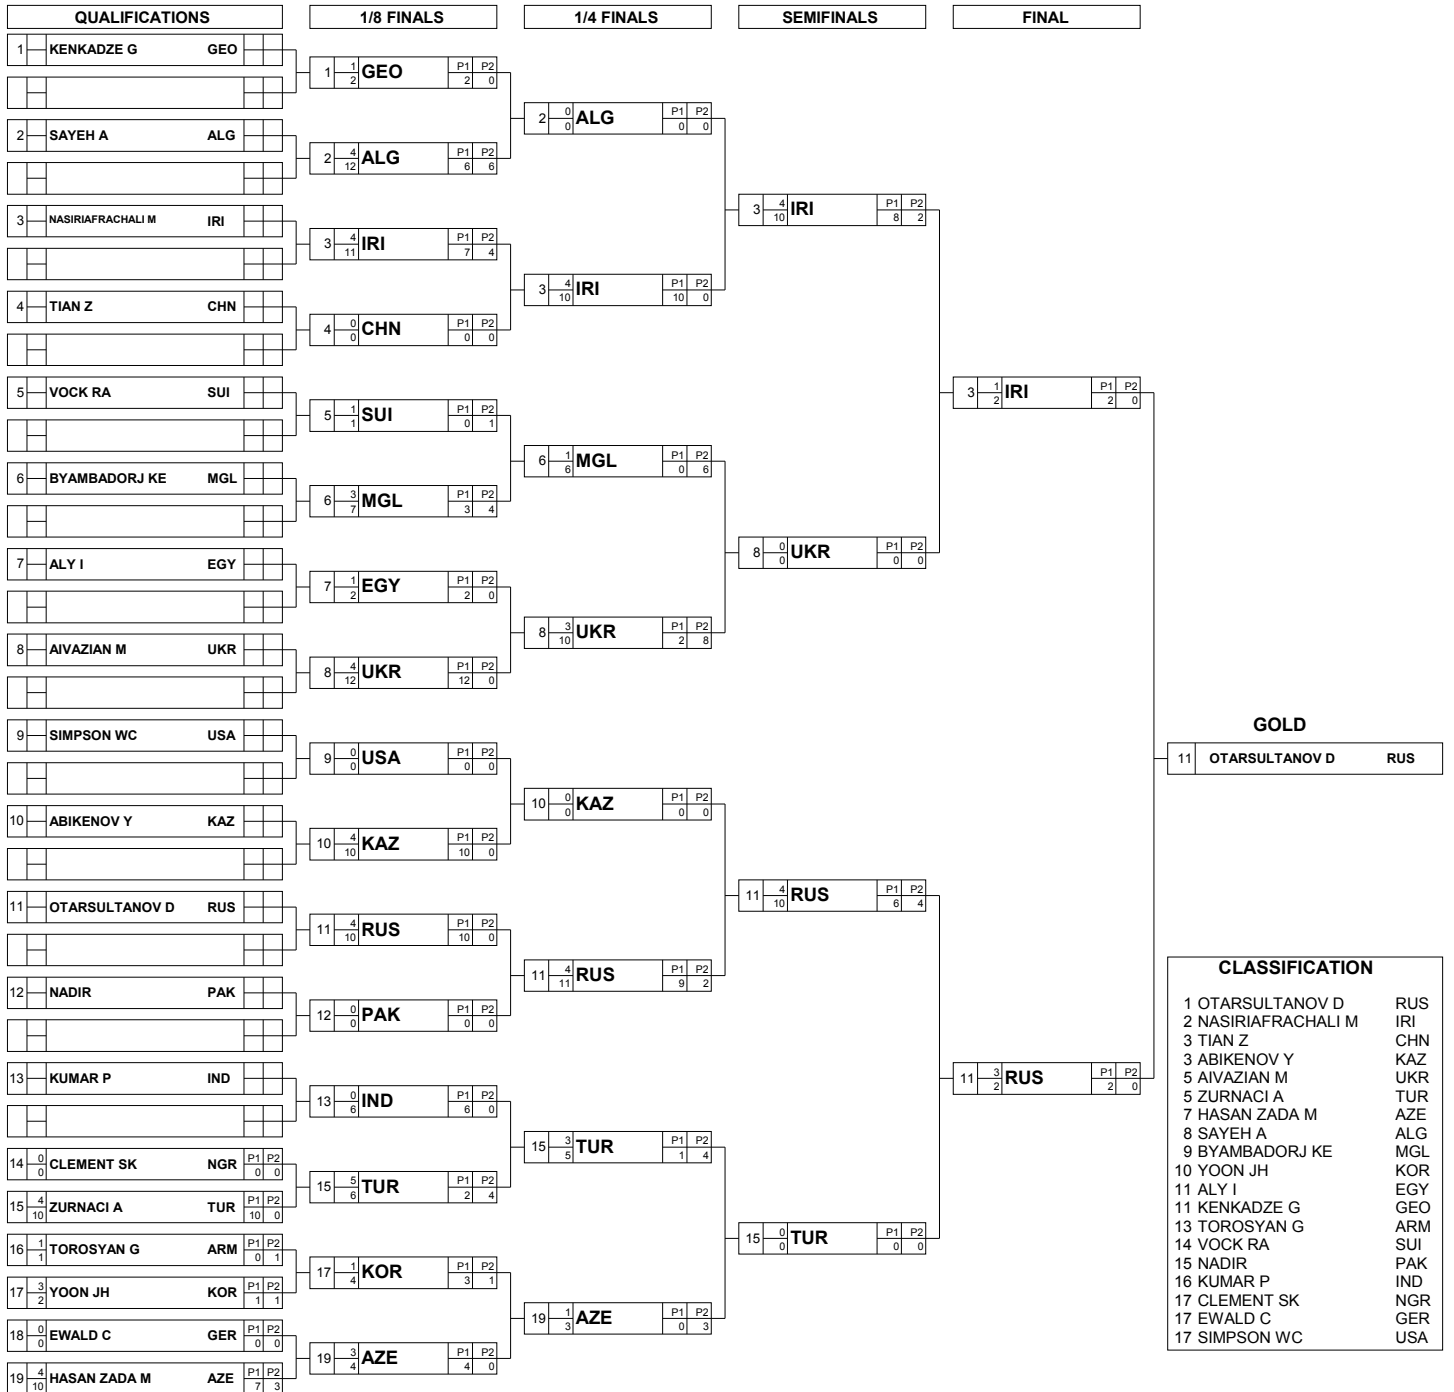 QUALIFICATIONS 1/8 FINALS 1/4 FINALS SEMIFINALS FINAL
1 KENKADZE G GEO
2 SAYEH A ALG
3 NASIRIAFRACHALI M IRI
4 TIAN Z CHN
5 VOCK RA SUI
6 BYAMBADORJ KE MGL
7 ALY I EGY
8 AIVAZIAN M UKR
9 SIMPSON WC USA
10 ABIKENOV Y KAZ
11 OTARSULTANOV D RUS
12 NADIR PAK
13 KUMAR P IND
14 0 CLEMENT SK NGR P1 P2
0 0 0
15 4 ZURNACI A TUR P1 P2
10 10 0
16 1 TOROSYAN G ARM P1 P2
1 0 1
17 3 YOON JH KOR P1 P2
2 1 1
18 0 EWALD C GER P1 P2
0 0 0
19 4 HASAN ZADA M AZE P1 P2
10 7 3
1 1 GEO P1 P2
2 2 0
2 4 ALG P1 P2
12 6 6
3 4 IRI P1 P2
11 7 4
4 0 CHN P1 P2
0 0 0
5 1 SUI P1 P2
1 0 1
6 3 MGL P1 P2
7 3 4
7 1 EGY P1 P2
2 2 0
8 4 UKR P1 P2
12 12 0
9 0 USA P1 P2
0 0 0
10 4 KAZ P1 P2
10 10 0
11 4 RUS P1 P2
10 10 0
12 0 PAK P1 P2
0 0 0
13 0 IND P1 P2
6 6 0
15 5 TUR P1 P2
6 2 4
17 1 KOR P1 P2
4 3 1
19 3 AZE P1 P2
4 4 0
2 0 ALG P1 P2
0 0 0
3 4 IRI P1 P2
10 10 0
6 1 MGL P1 P2
6 0 6
8 3 UKR P1 P2
10 2 8
10 0 KAZ P1 P2
0 0 0
11 4 RUS P1 P2
11 9 2
15 3 TUR P1 P2
5 1 4
19 1 AZE P1 P2
3 0 3
3 4 IRI P1 P2
10 8 2
8 0 UKR P1 P2
0 0 0
11 4 RUS P1 P2
10 6 4
15 0 TUR P1 P2
0 0 0
3 1 IRI P1 P2
2 2 0
11 3 RUS P1 P2
2 2 0
GOLD
11 OTARSULTANOV D RUS
CLASSIFICATION
1 OTARSULTANOV D RUS
2 NASIRIAFRACHALI M IRI
3 TIAN Z CHN
3 ABIKENOV Y KAZ
5 AIVAZIAN M UKR
5 ZURNACI A TUR
7 HASAN ZADA M AZE
8 SAYEH A ALG
9 BYAMBADORJ KE MGL
10 YOON JH KOR
11 ALY I EGY
11 KENKADZE G GEO
13 TOROSYAN G ARM
14 VOCK RA SUI
15 NADIR PAK
16 KUMAR P IND
17 CLEMENT SK NGR
17 EWALD C GER
17 SIMPSON WC USA